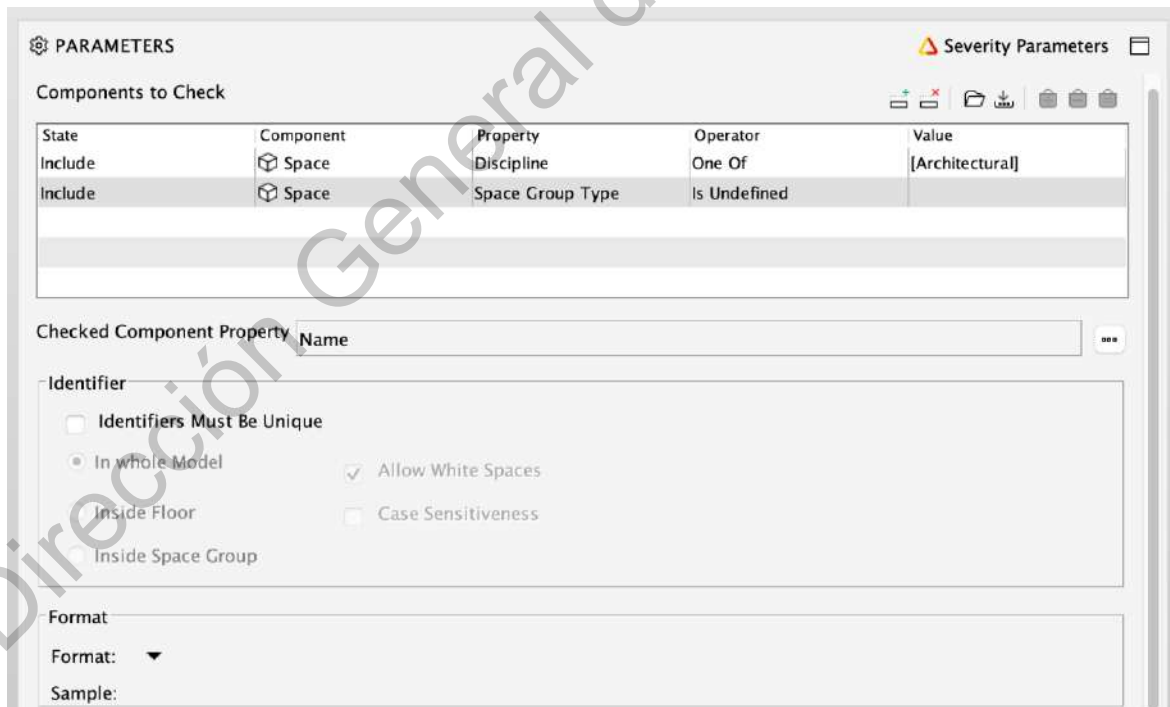 PARAMETERS Severity Parameters
Components to Check
State Component Property Operator Value
Include Space Discipline One Of [Architectural]
Include Space Space Group Type Is Undefined
Checked Component Property Name
Identifier
Identifiers Must Be Unique
In whole Model Allow White Spaces
Inside Floor Case Sensitiveness
Inside Space Group
Format
Format:
Sample:
Dirección General d